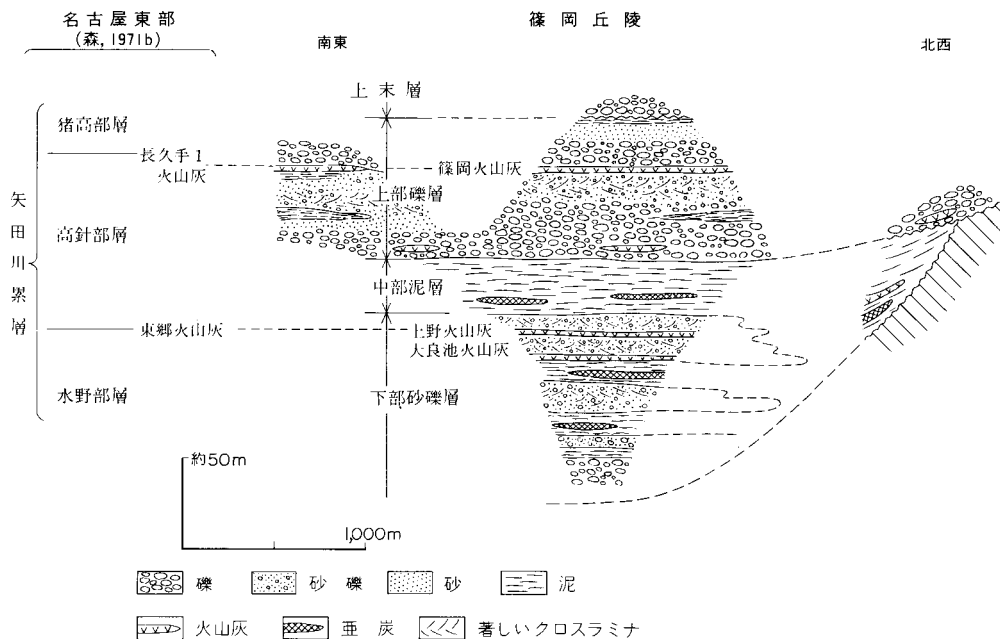 名古屋東部
(森, 1971b)
篠岡丘陵
南東
北西
上末層
猪高部層
長久手1
火山灰
篠岡火山灰
上部礫層
矢田川累層
高針部層
中部泥層
東郷火山灰
上野火山灰
大良池火山灰
水野部層
下部砂礫層
約50m
1,000m
礫
砂礫
砂
泥
火山灰
亜炭
著しいクロスラミナ